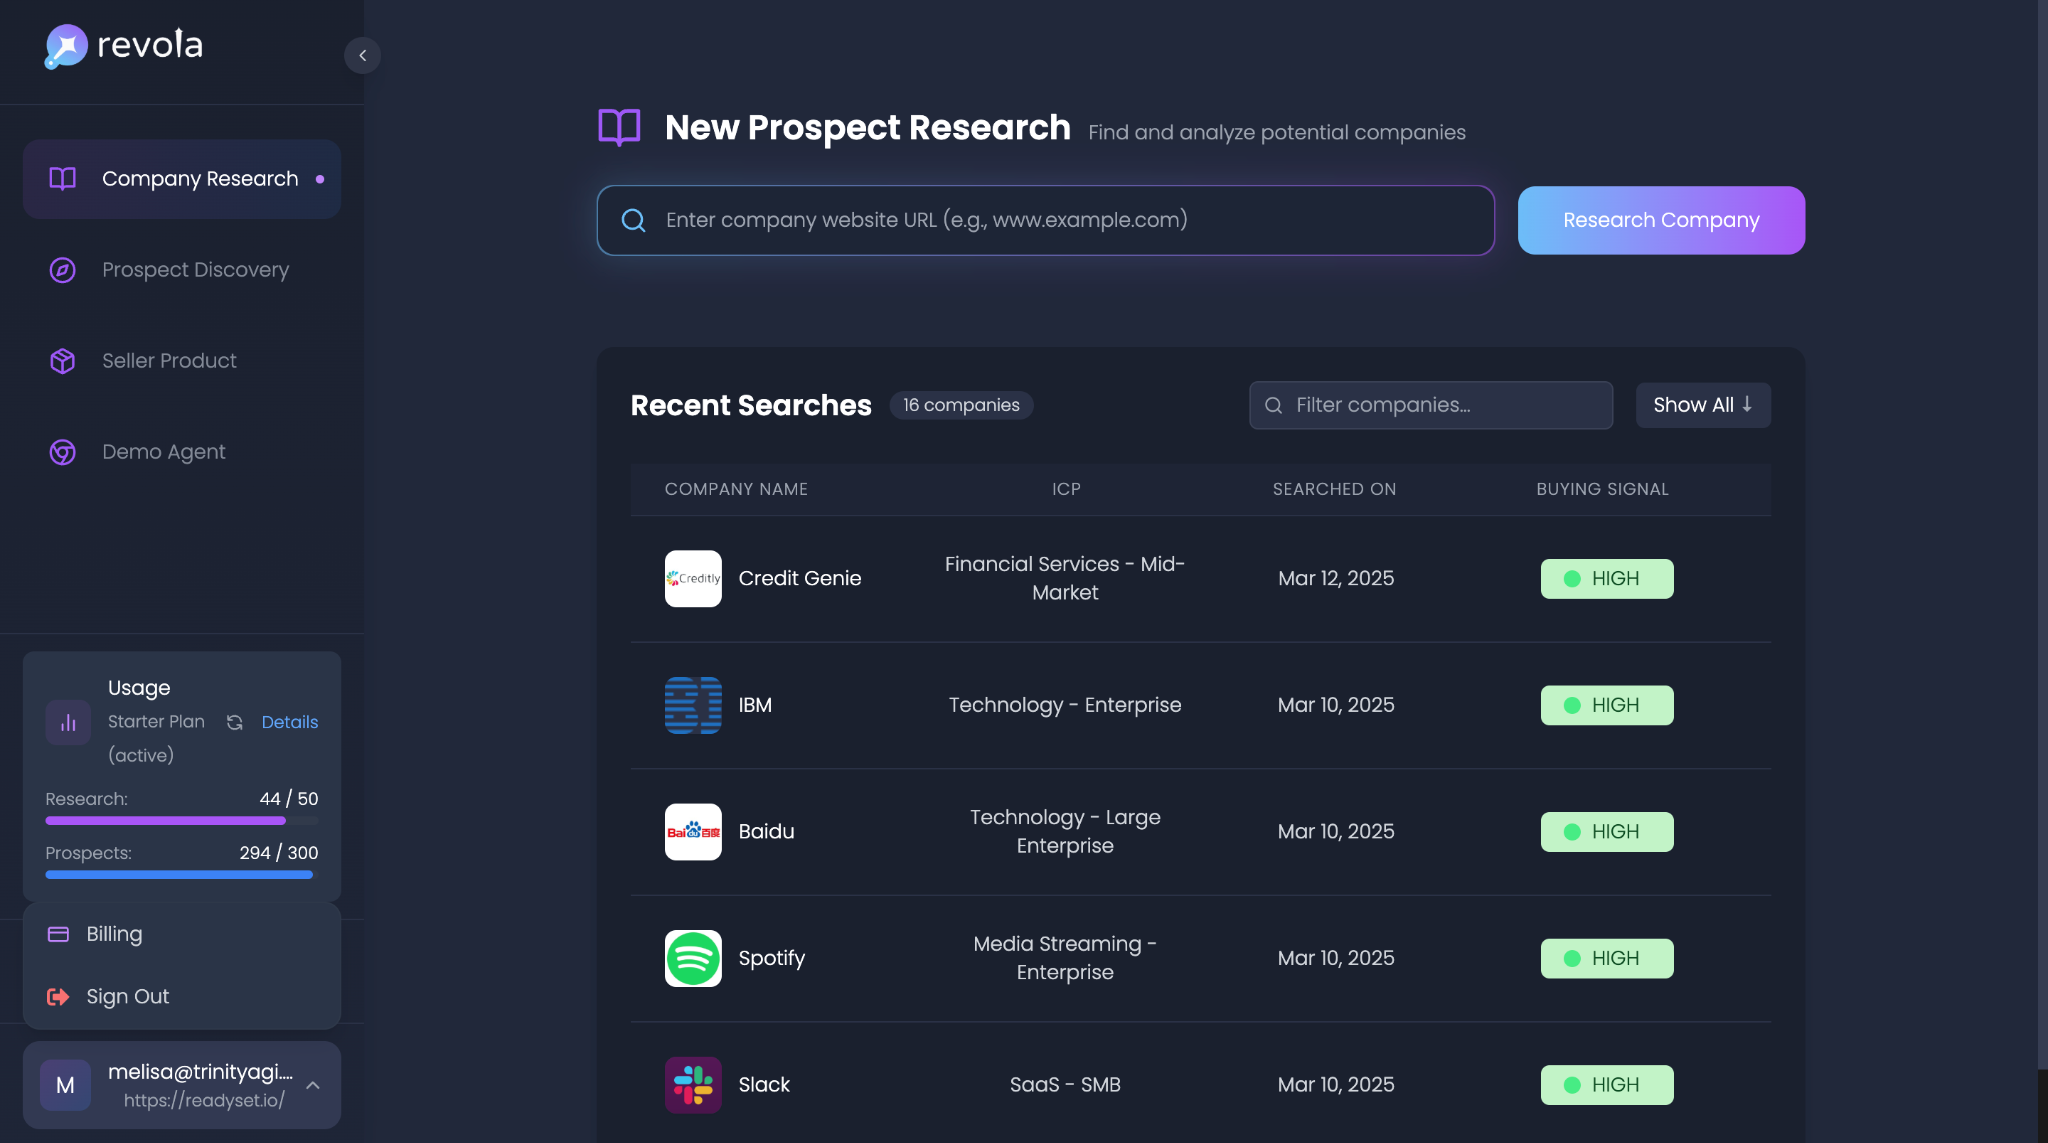 revola
Company Research
Prospect Discovery
Seller Product
Demo Agent
Usage
Starter Plan
(active)
Details
Research: 44 / 50
Prospects: 294 / 300
Billing
Sign Out
M
melisa@trinityagi....
https://readyset.io/
New Prospect Research Find and analyze potential companies
Enter company website URL (e.g., www.example.com)
Research Company
Recent Searches 16 companies
Filter companies...
Show All ↓
COMPANY NAME ICP SEARCHED ON BUYING SIGNAL
Creditly
Credit Genie
Financial Services - Mid-
Market
Mar 12, 2025
HIGH
IBM
Technology - Enterprise
Mar 10, 2025
HIGH
Bai du 百度
Baidu
Technology - Large
Enterprise
Mar 10, 2025
HIGH
Spotify
Media Streaming -
Enterprise
Mar 10, 2025
HIGH
Slack
SaaS - SMB
Mar 10, 2025
HIGH